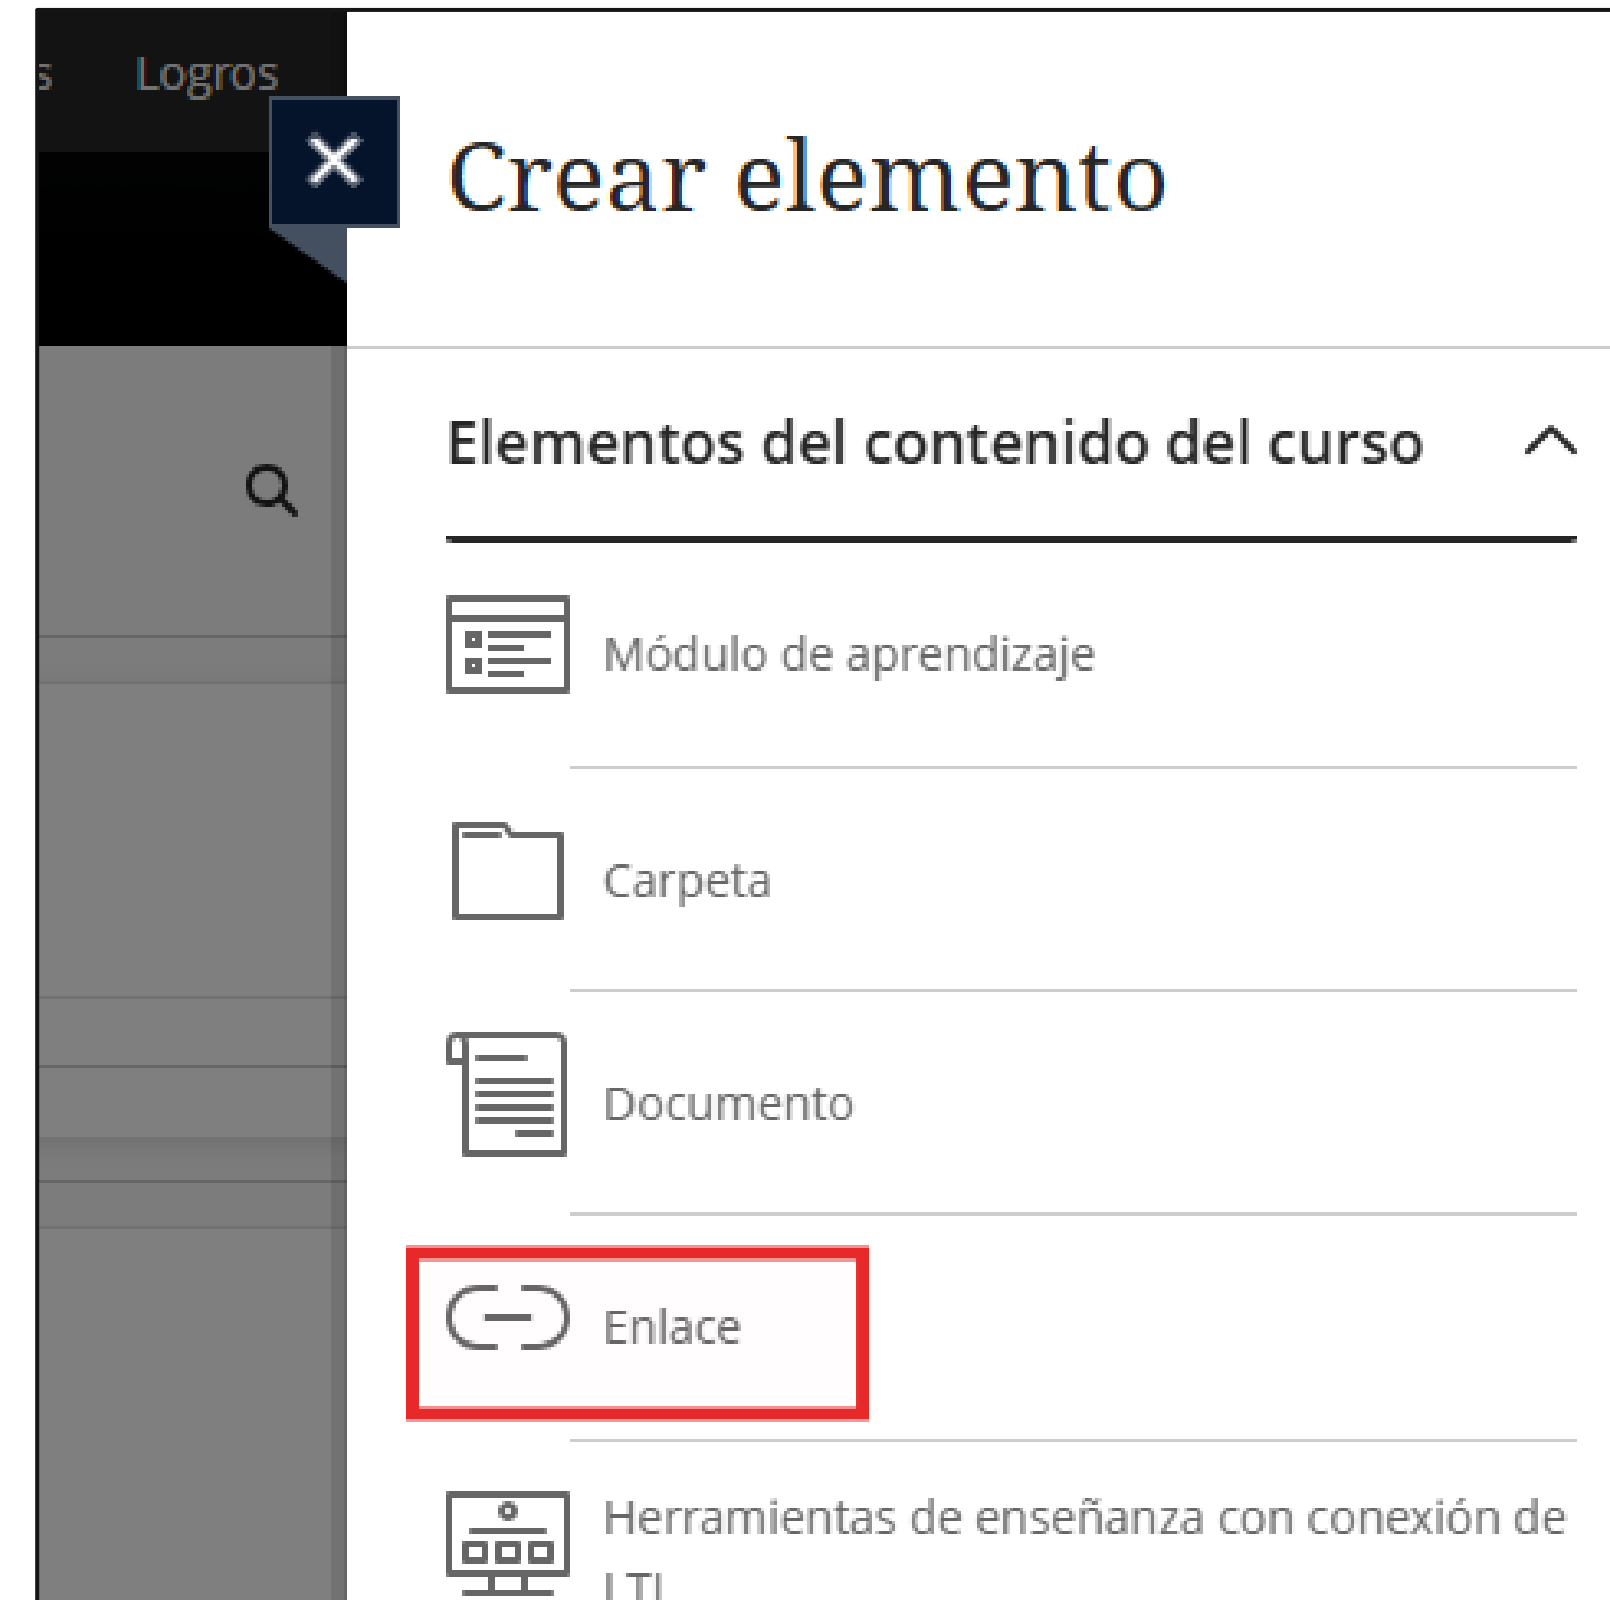 Logros
Crear elemento
Elementos del contenido del curso
Módulo de aprendizaje
Carpeta
Documento
Enlace
Herramientas de enseñanza con conexión de
LTI